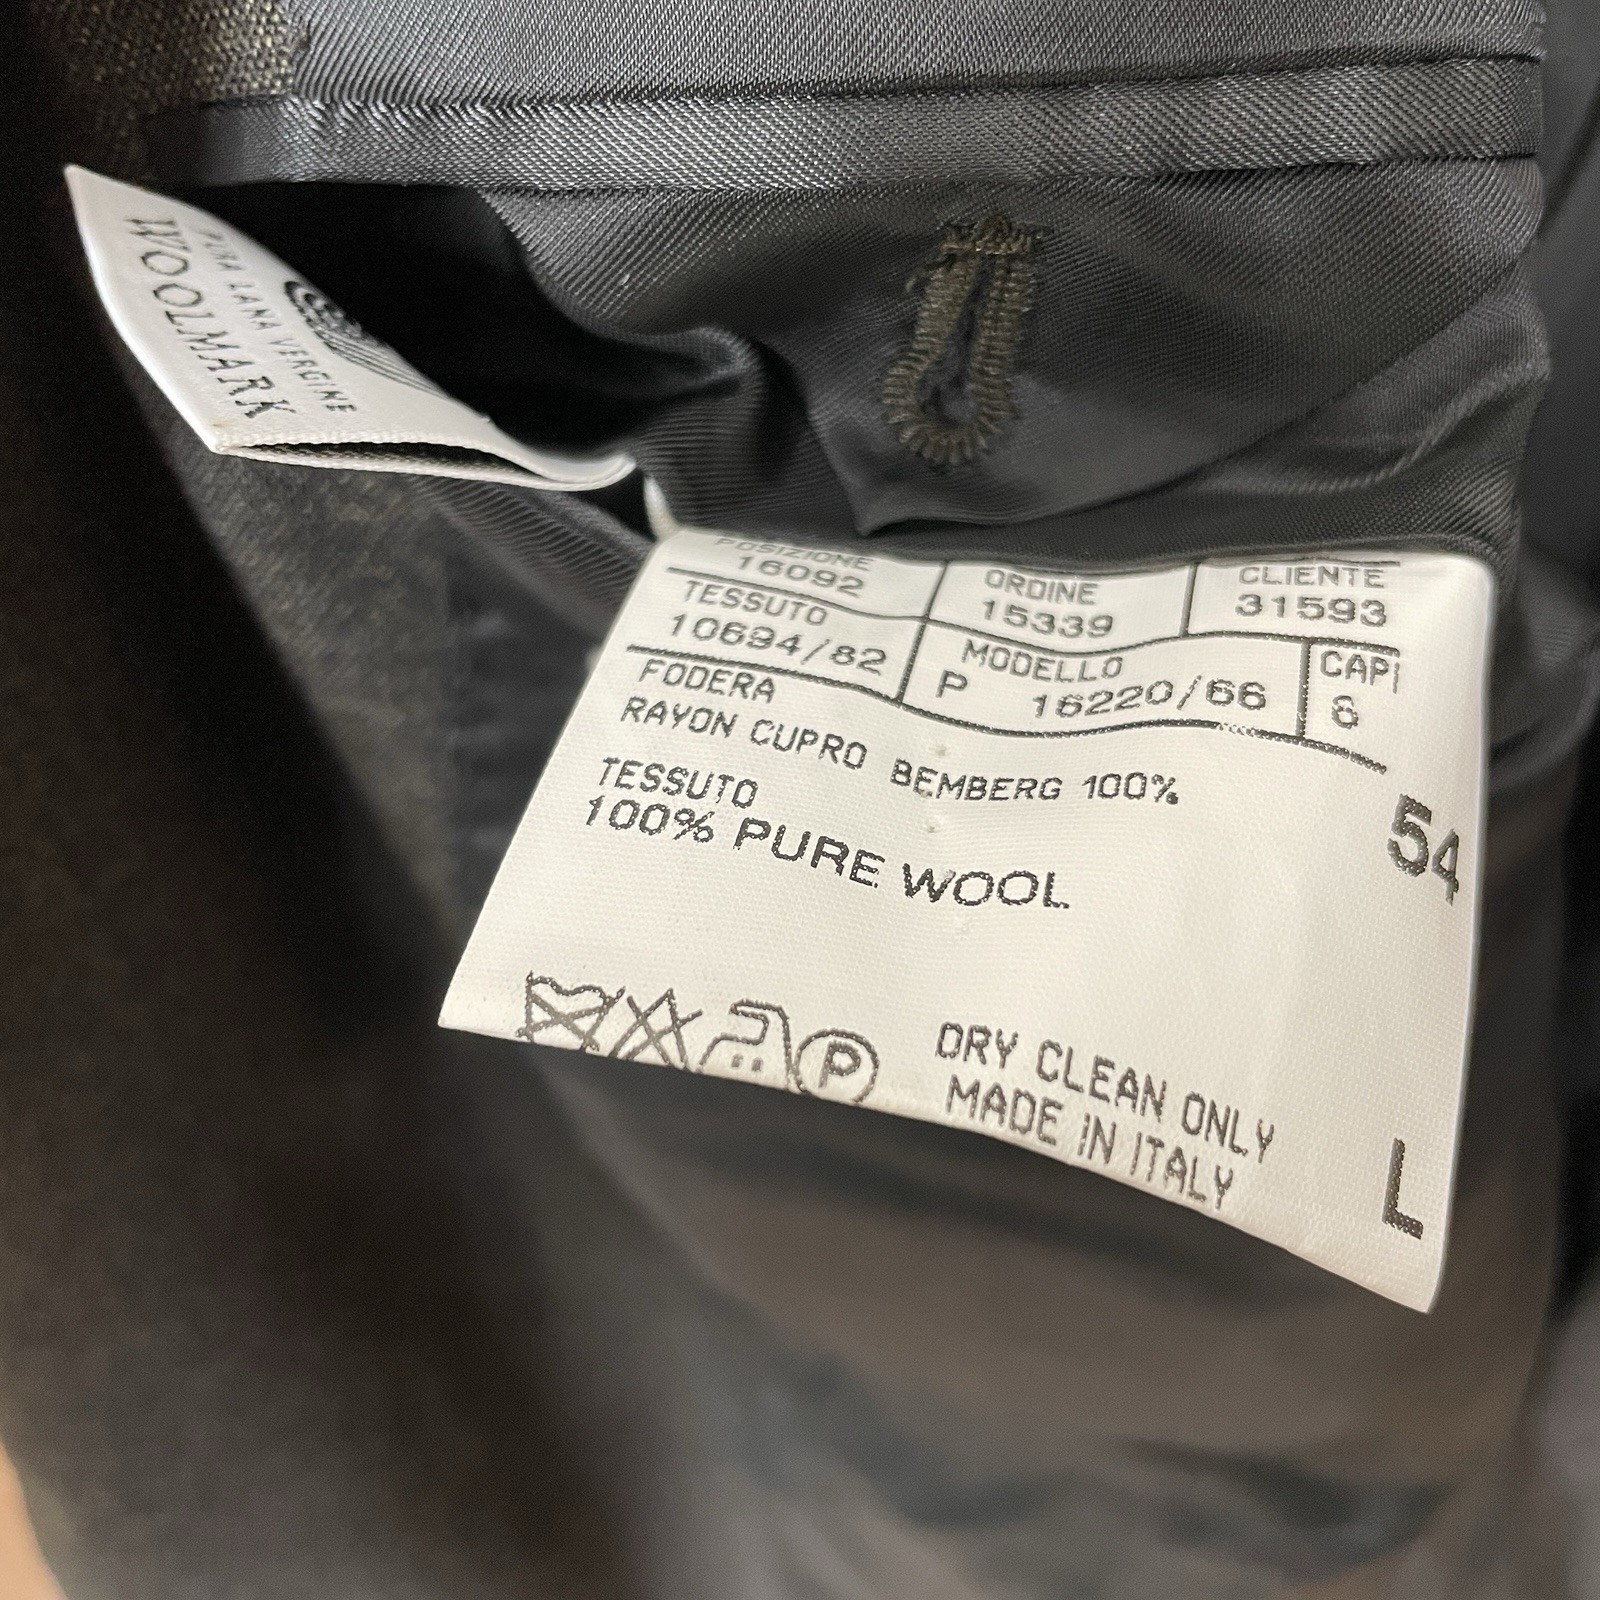 WOOLMARK
PURA LANA VERGINE
POSIZIONE
16092
ORDINE
15339
CLIENTE
31593
TESSUTO
10694/82
MODELLO
P 16220/66
CAPI
6
FODERA
RAYON CUPRO BEMBERG 100%
TESSUTO
100% PURE WOOL
54
P
DRY CLEAN ONLY
MADE IN ITALY
L